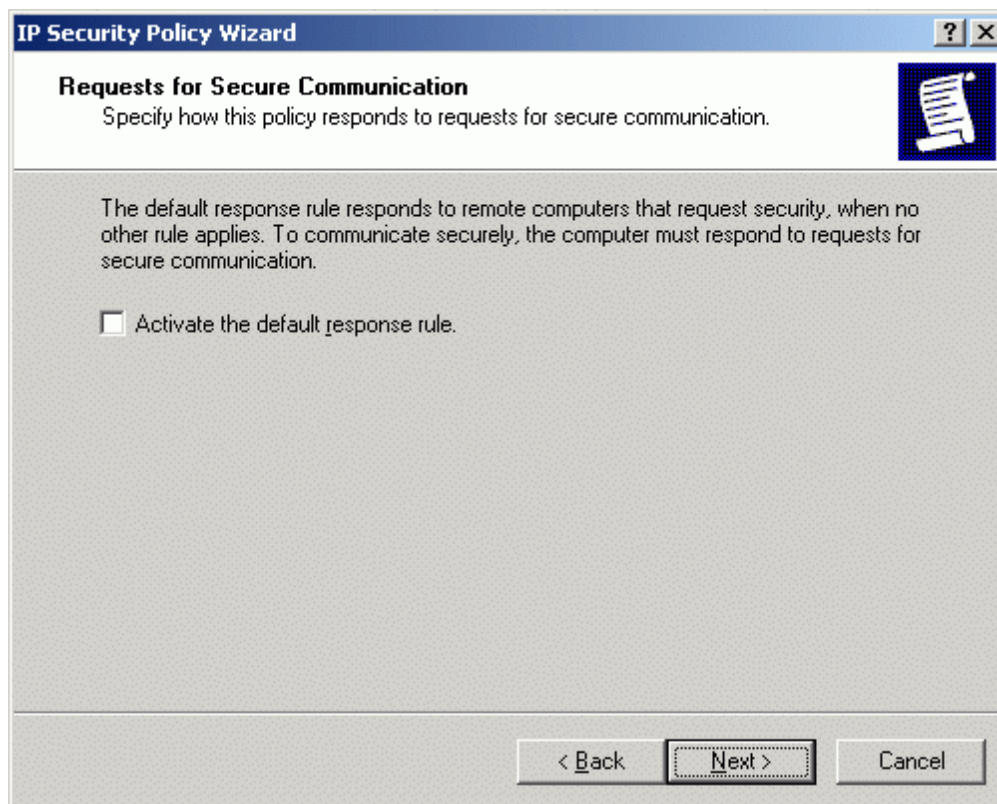 IP Security Policy Wizard
Requests for Secure Communication
Specify how this policy responds to requests for secure communication.
The default response rule responds to remote computers that request security, when no
other rule applies. To communicate securely, the computer must respond to requests for
secure communication.
Activate the default response rule.
< Back Next > Cancel